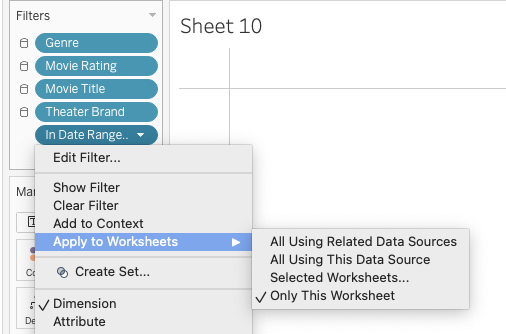 Filters
Sheet 10
Genre
Movie Rating
Movie Title
Theater Brand
In Date Range..
Edit Filter...
Show Filter
Clear Filter
Add to Context
Apply to Worksheets
Create Set...
Dimension
Attribute
All Using Related Data Sources
All Using This Data Source
Selected Worksheets...
Only This Worksheet
Mar
T
Co
De